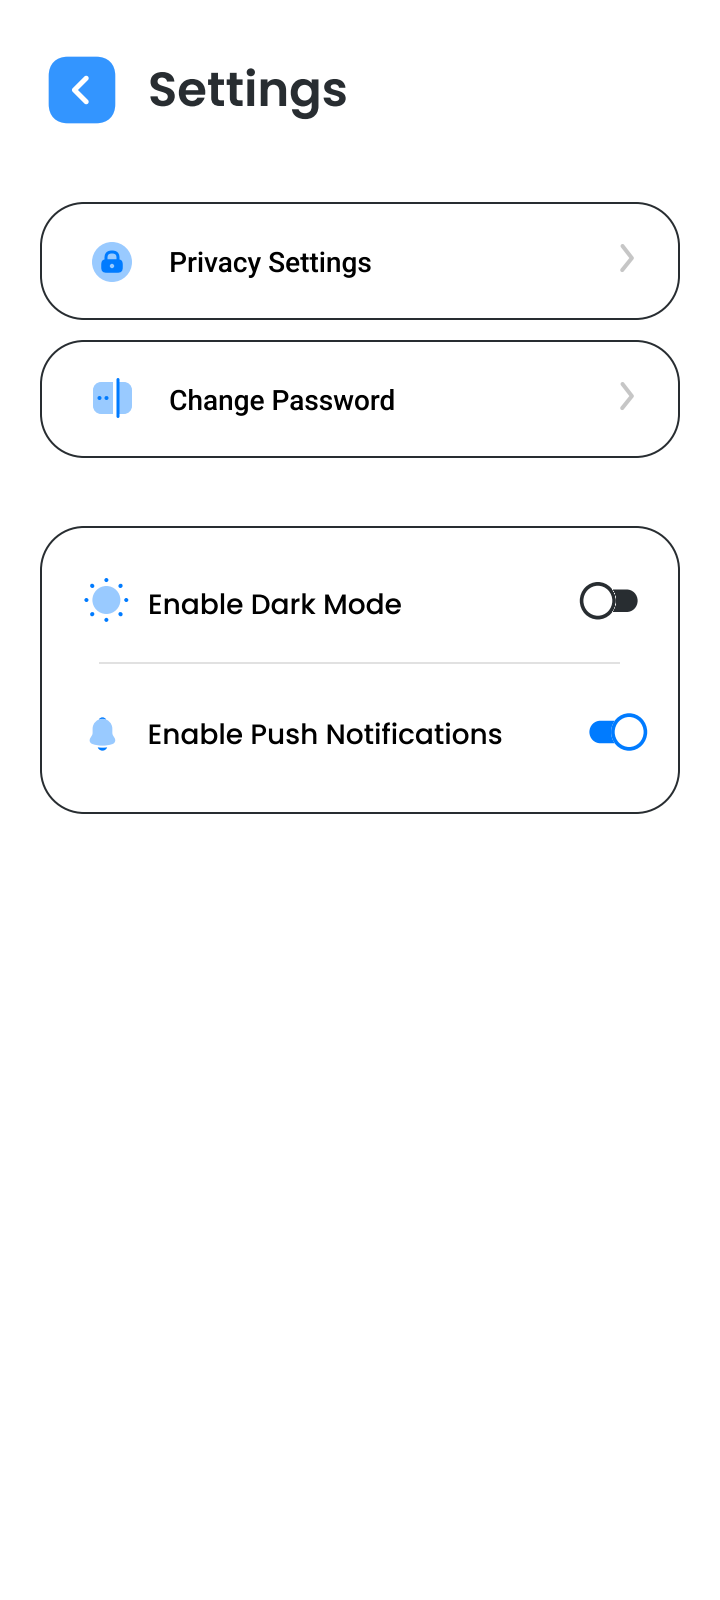 Settings
Privacy Settings
Change Password
Enable Dark Mode
Enable Push Notifications